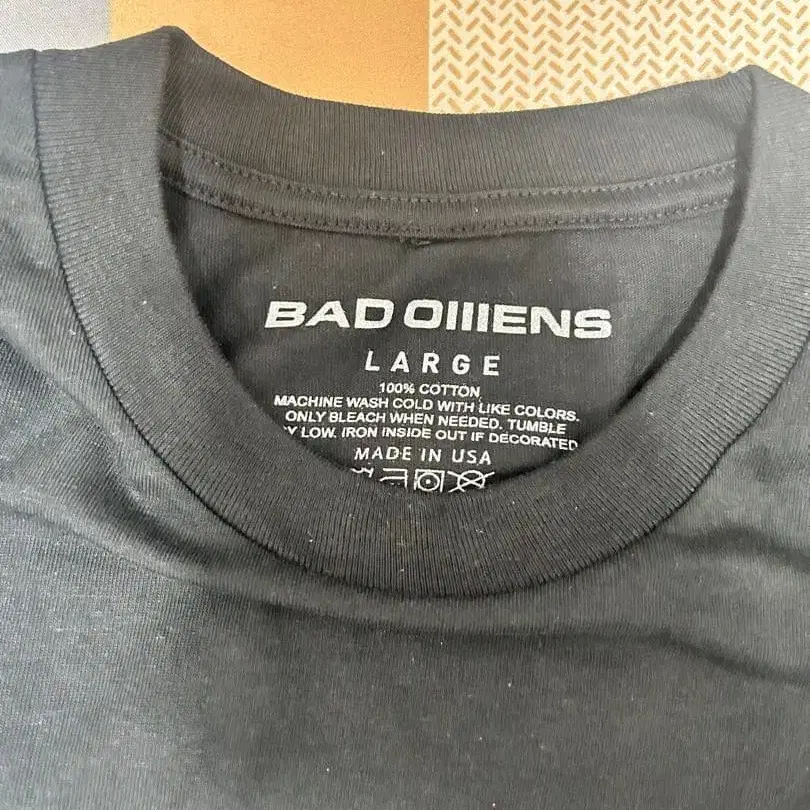 BAD OIIIENS
LARGE
100% COTTON
MACHINE WASH COLD WITH LIKE COLORS.
ONLY BLEACH WHEN NEEDED. TUMBLE
LOW. IRON INSIDE OUT IF DECORATED
MADE IN USA